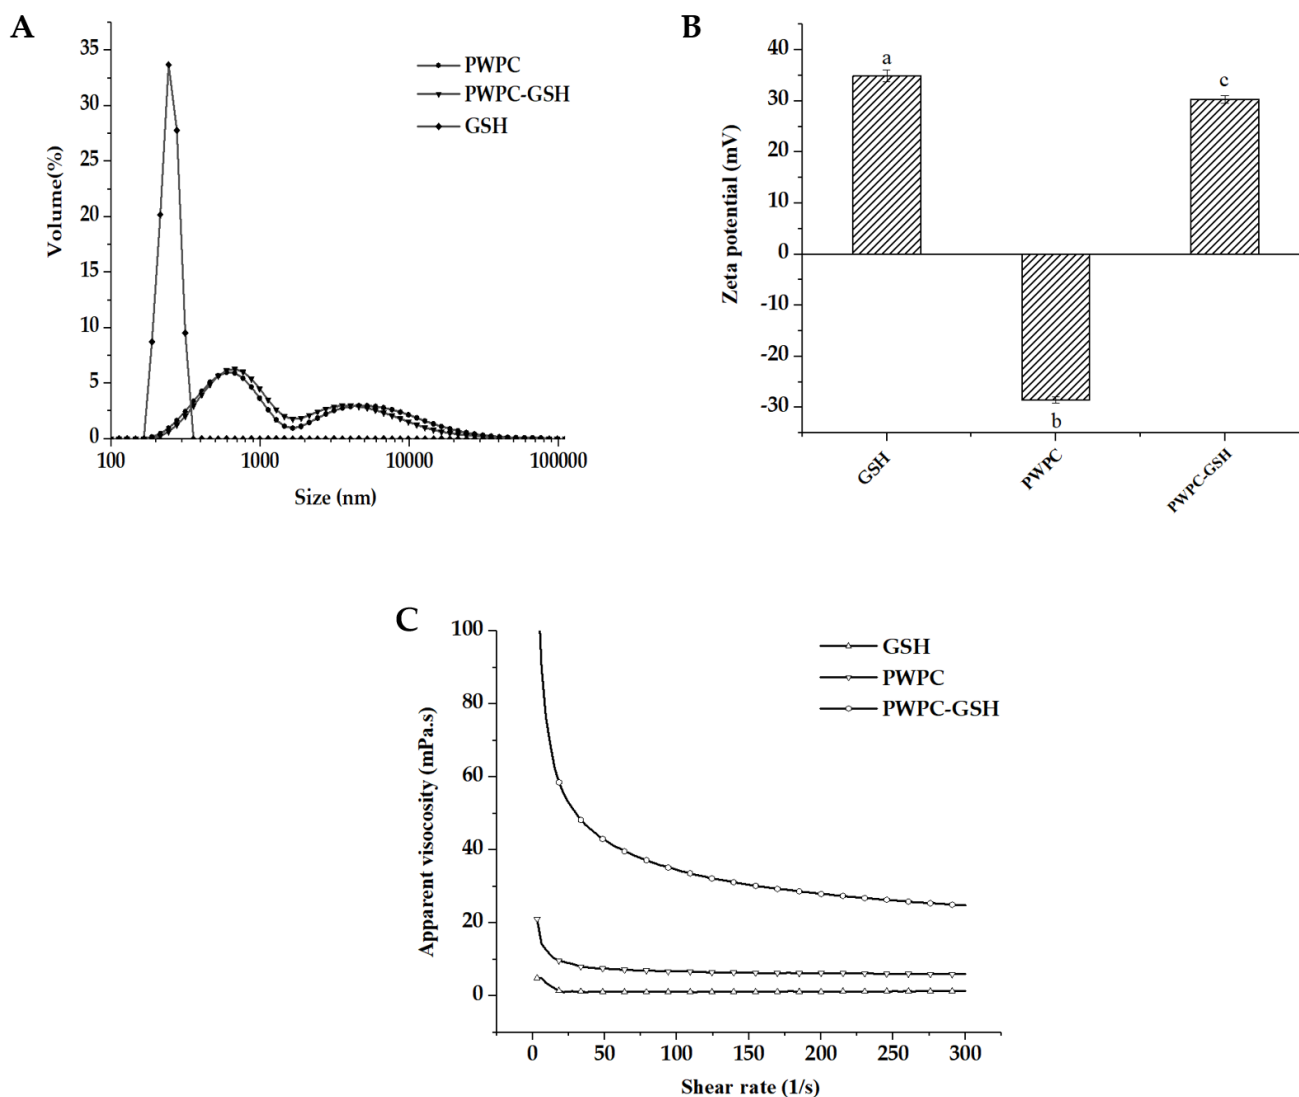 A
Volume(%)
35
30
25
20
15
10
5
0
100
1000
10000
100000
Size (nm)
PWPC
PWPC-GSH
GSH
B
Zeta potential (mV)
40
30
20
10
0
-10
-20
-30
a
b
c
GSH
PWPC
PWPC-GSH
C
Apparent visocosity (mPa.s)
100
80
60
40
20
0
0
50
100
150
200
250
300
Shear rate (1/s)
GSH
PWPC
PWPC-GSH